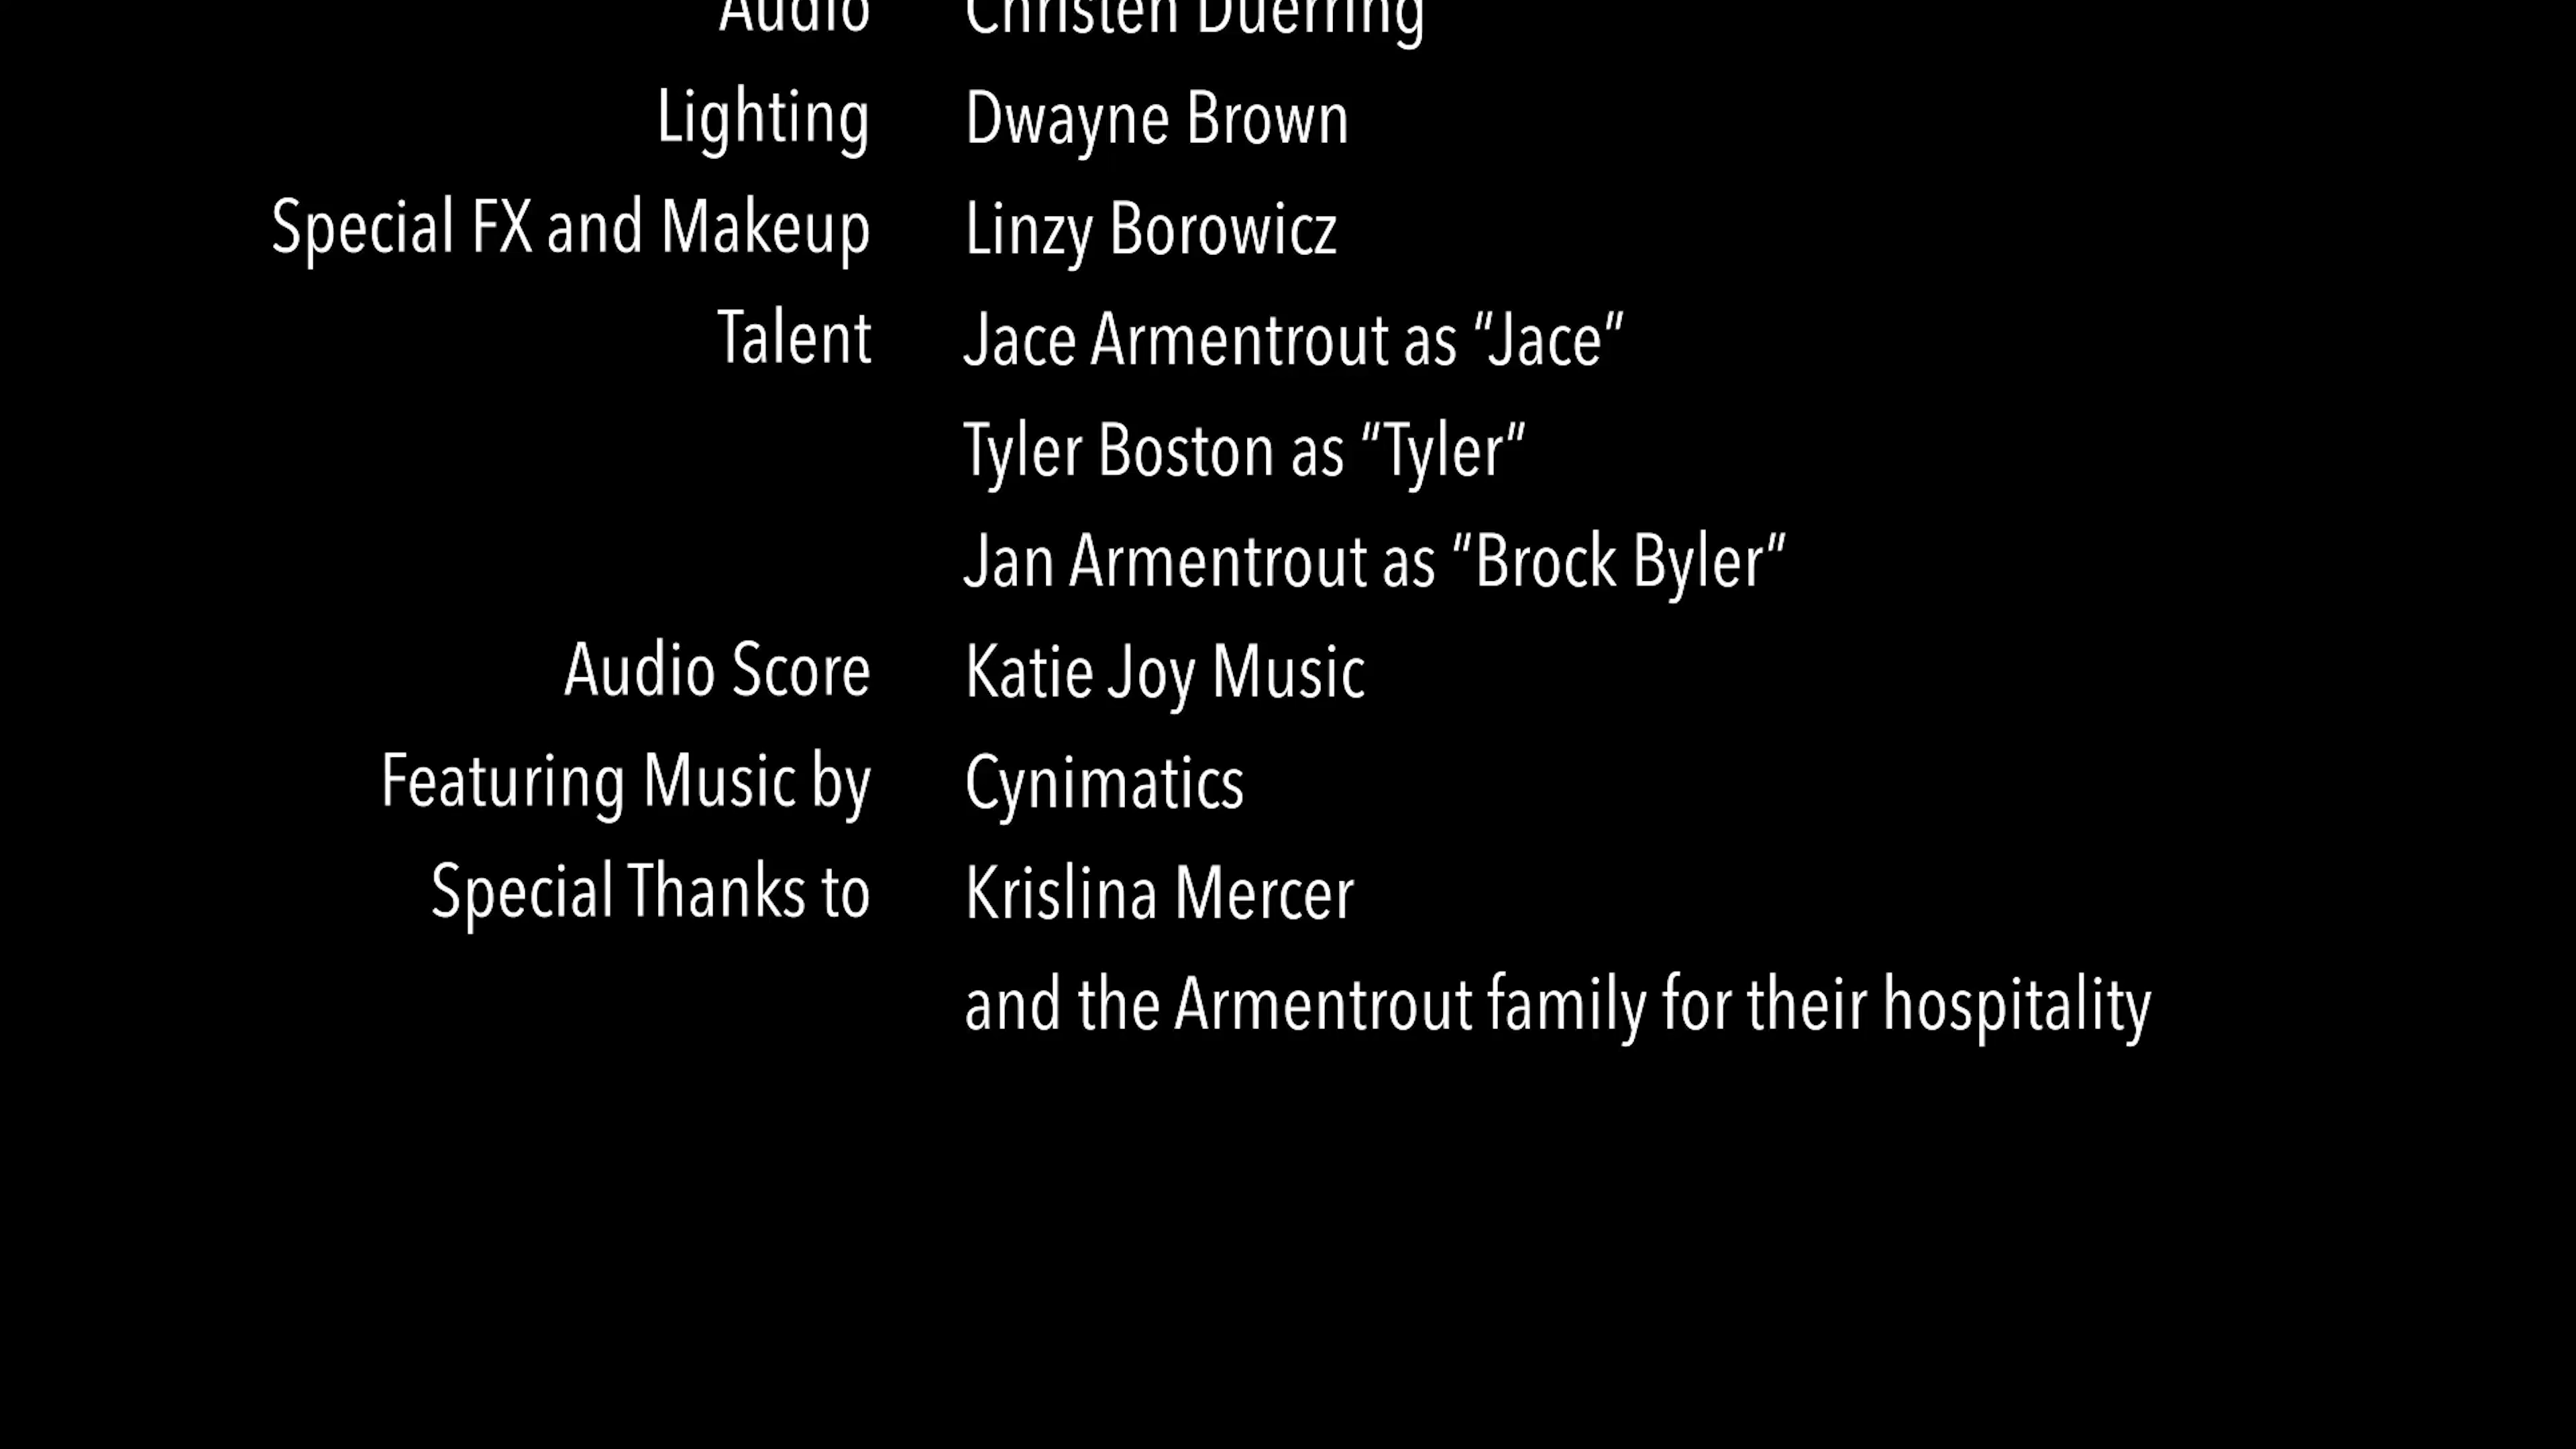 Audio Christen Duerring
Lighting Dwayne Brown
Special FX and Makeup Linzy Borowicz
Talent Jace Armentrout as “Jace”
Tyler Boston as “Tyler”
Jan Armentrout as “Brock Byler”
Audio Score Katie Joy Music
Featuring Music by Cynimatics
Special Thanks to Krislina Mercer
and the Armentrout family for their hospitality